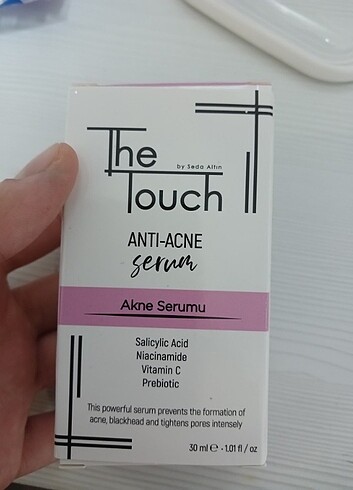 The
by Seda Altın
Touch
ANTI-ACNE
serum
Akne Serumu
Salicylic Acid
Niacinamide
Vitamin C
Prebiotic
This powerful serum prevents the formation of
acne, blackhead and tightens pores intensely
30 ml ℮ - 1.01 fl / oz